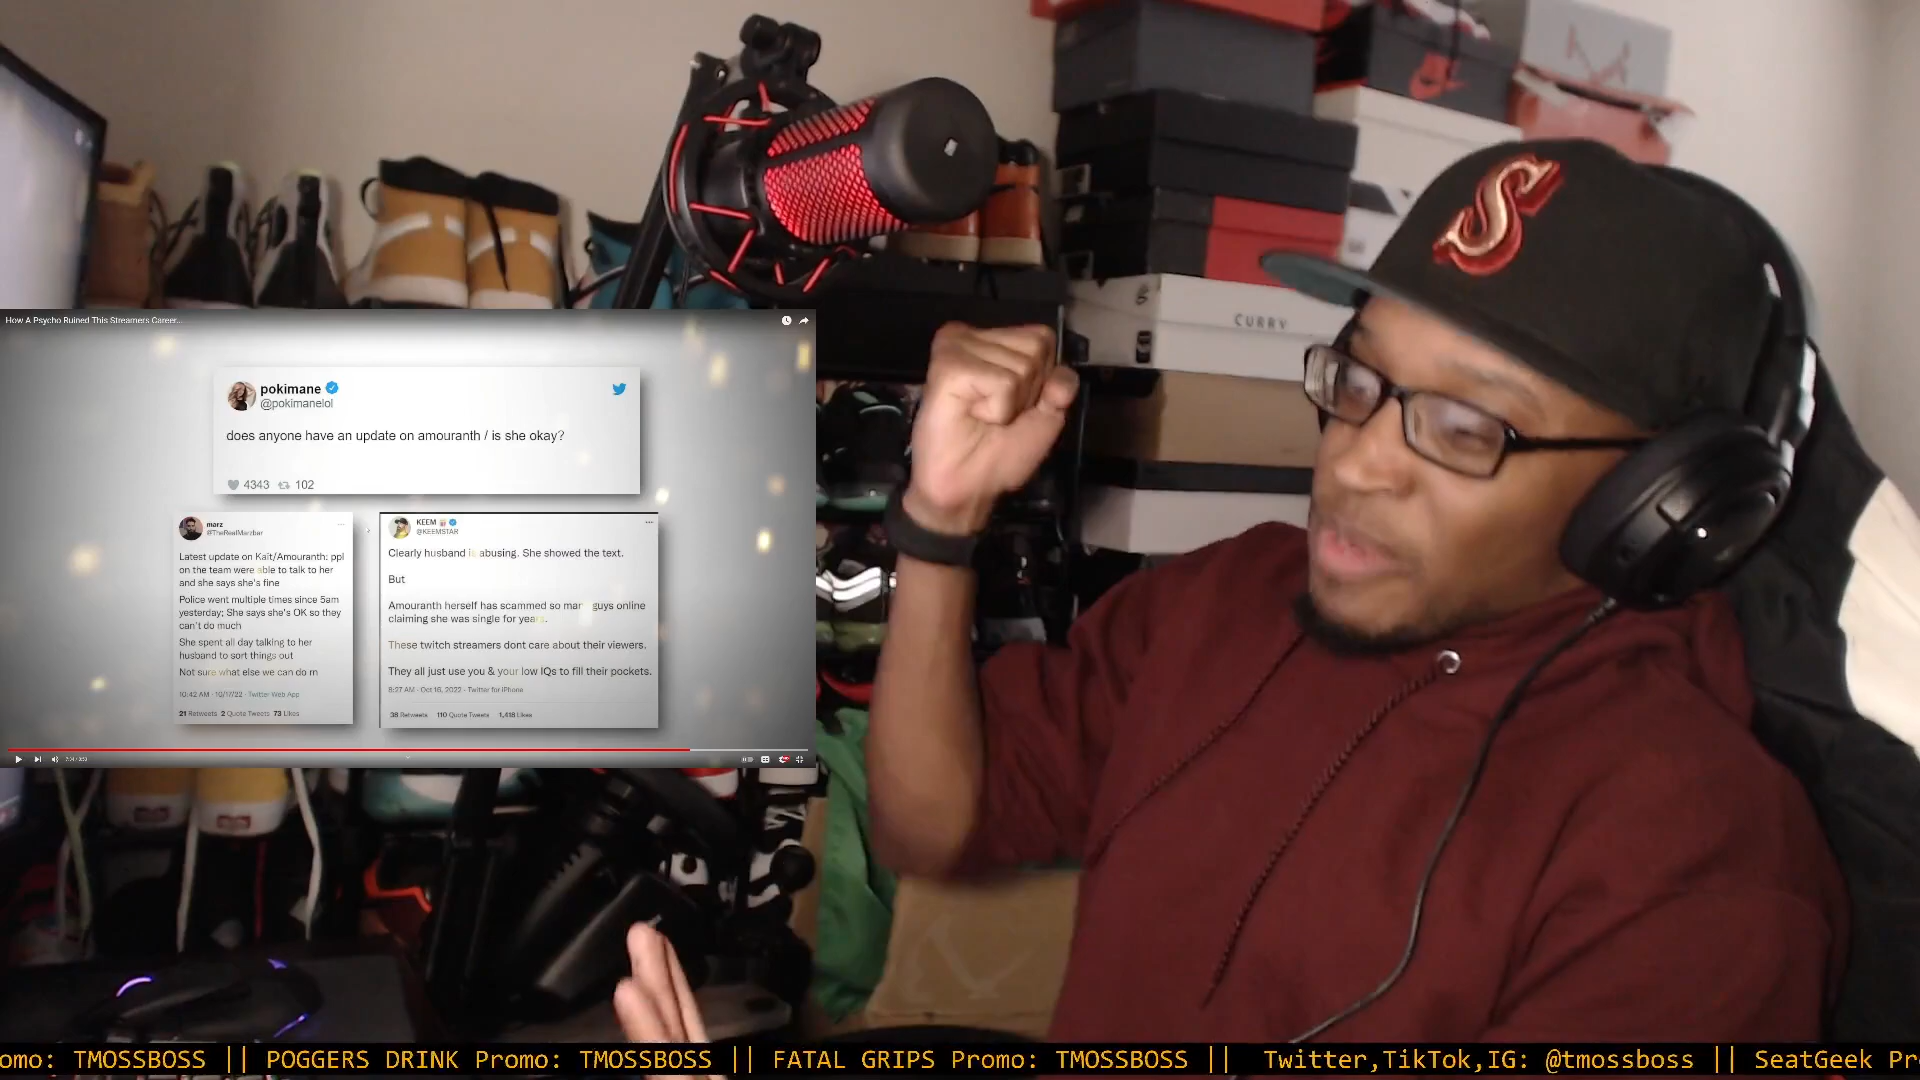 S
CURRY
How A Psycho Ruined This Streamers Career...
pokimane
@pokimanelol
does anyone have an update on amouranth / is she okay?
4343 102
marz
@TheRealMarzbar
Latest update on Kait/Amouranth: ppl
on the team were able to talk to her
and she says she's fine
Police went multiple times since 5am
yesterday; She says she's OK so they
can't do much
She spent all day talking to her
husband to sort things out
Not sure what else we can do rn
10:42 AM · 10/17/22 · Twitter Web App
21 Retweets 2 Quote Tweets 73 Likes
KEEM
@KEEMSTAR
Clearly husband is abusing. She showed the text.
But
Amouranth herself has scammed so many guys online
claiming she was single for years.
These twitch streamers dont care about their viewers.
They all just use you & your low IQs to fill their pockets.
8:27 AM · Oct 16, 2022 · Twitter for iPhone
38 Retweets 110 Quote Tweets 1,418 Likes
omo: TMOSSBOSS || POGGERS DRINK Promo: TMOSSBOSS || FATAL GRIPS Promo: TMOSSBOSS || Twitter,TikTok,IG: @tmossboss || SeatGeek Pr